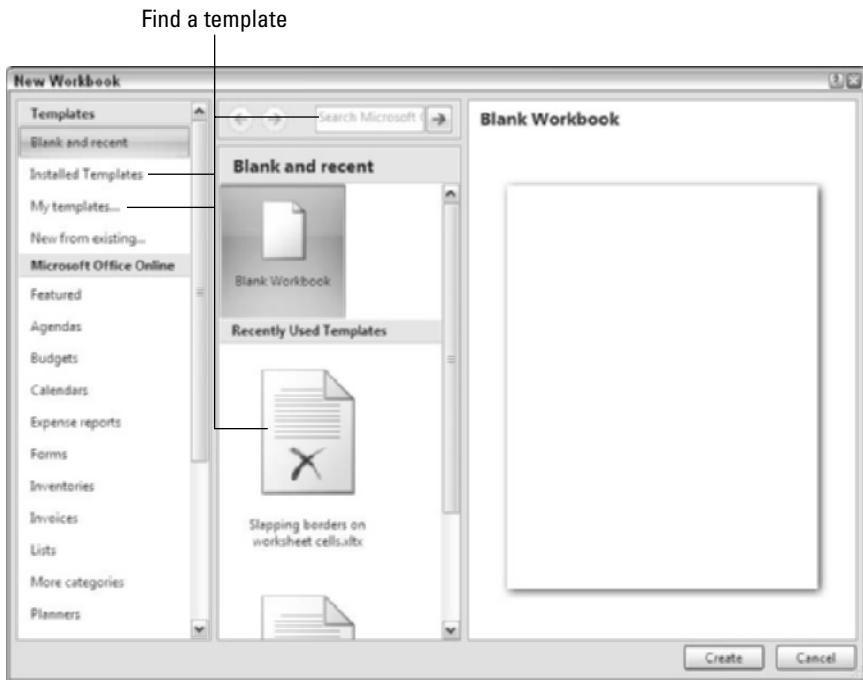 Find a template
New Workbook
Templates
Blank and recent
Installed Templates
My templates...
New from existing...
Microsoft Office Online
Featured
Agendas
Budgets
Calendars
Expense reports
Forms
Inventories
Invoices
Lists
More categories
Planners
Search Microsoft
Blank and recent
Blank Workbook
Recently Used Templates
Slapping borders on
worksheet cells.xltx
Blank Workbook
Create
Cancel